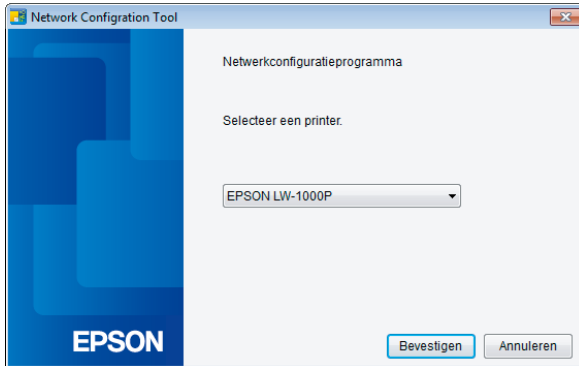 Network Configration Tool
Netwerkconfiguratieprogramma
Selecteer een printer.
EPSON LW-1000P
EPSON
Bevestigen
Annuleren